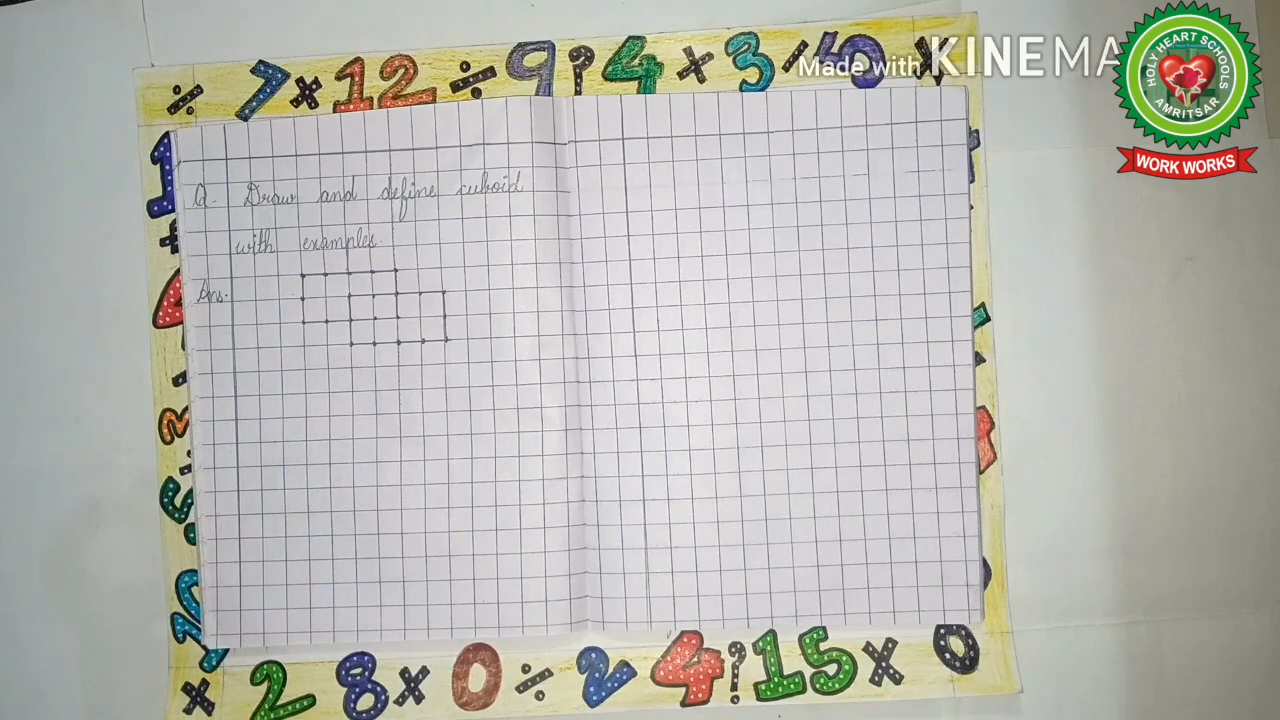 ÷ 7 × 12 ÷ 9 ? 4 × 3
Made with KINEMA
HOLY HEART SCHOOLS
AMRITSAR
WORK WORKS
Q. Draw and define cuboid
with examples.
Ans.
× 2 8 × 0 ÷ 2 4 ? 15 × 0